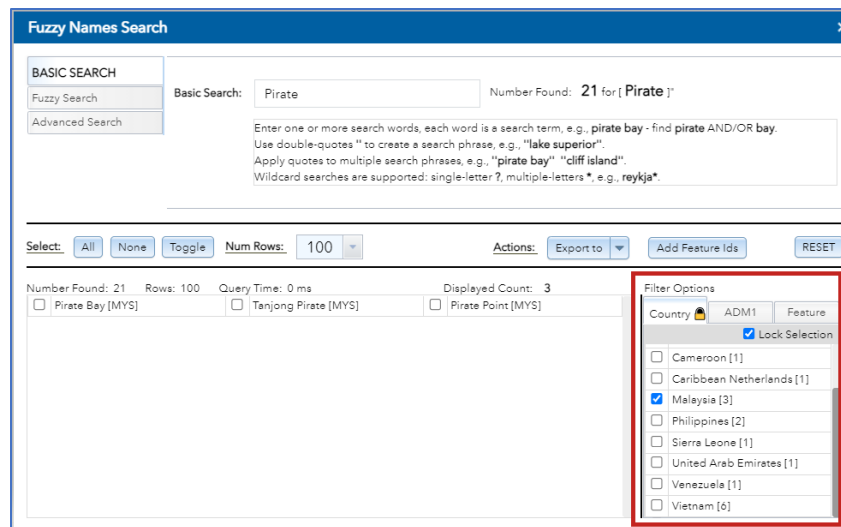 Fuzzy Names Search
BASIC SEARCH
Fuzzy Search
Advanced Search
Basic Search: Pirate Number Found: 21 for [ Pirate ]"
Enter one or more search words, each word is a search term, e.g., pirate bay - find pirate AND/OR bay.
Use double-quotes " to create a search phrase, e.g., "lake superior".
Apply quotes to multiple search phrases, e.g., "pirate bay" "cliff island".
Wildcard searches are supported: single-letter ?, multiple-letters *, e.g., reykja*.
Select: All None Toggle Num Rows: 100 Actions: Export to Add Feature Ids RESET
Number Found: 21 Rows: 100 Query Time: 0 ms Displayed Count: 3
Pirate Bay [MYS] Tanjong Pirate [MYS] Pirate Point [MYS]
Filter Options
Country ADM1 Feature
Lock Selection
Cameroon [1]
Caribbean Netherlands [1]
Malaysia [3]
Philippines [2]
Sierra Leone [1]
United Arab Emirates [1]
Venezuela [1]
Vietnam [6]